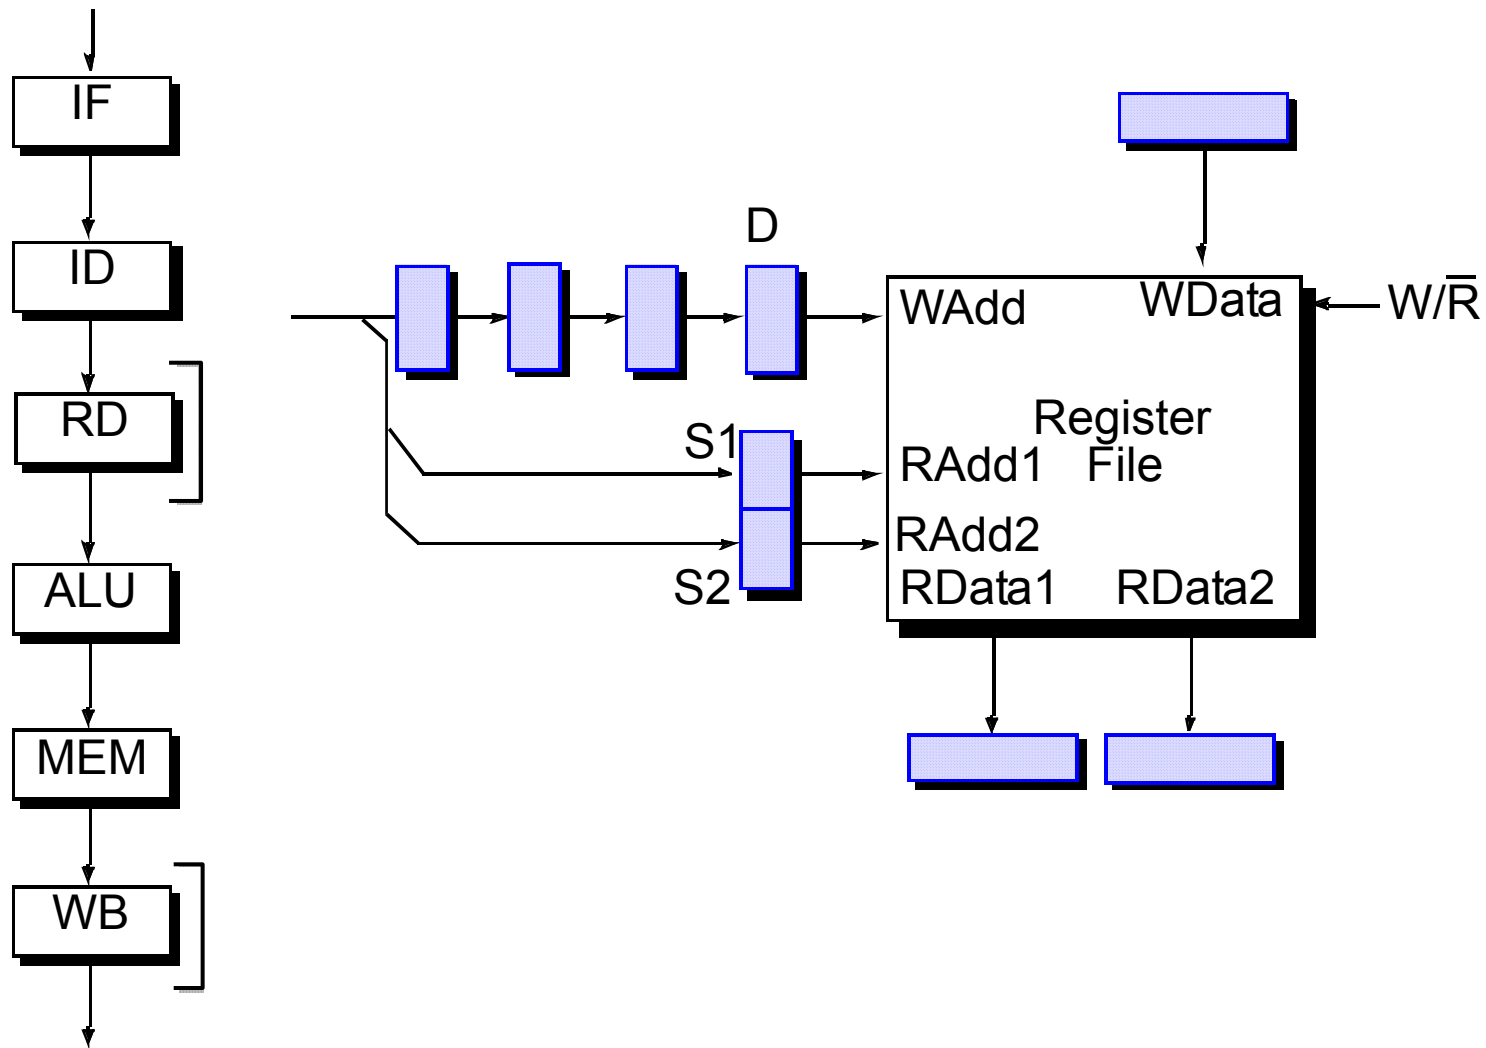 IF
ID
RD
ALU
MEM
WB
D
S1
S2
WAdd
WData
W/R̅
Register
File
RAdd1
RAdd2
RData1
RData2